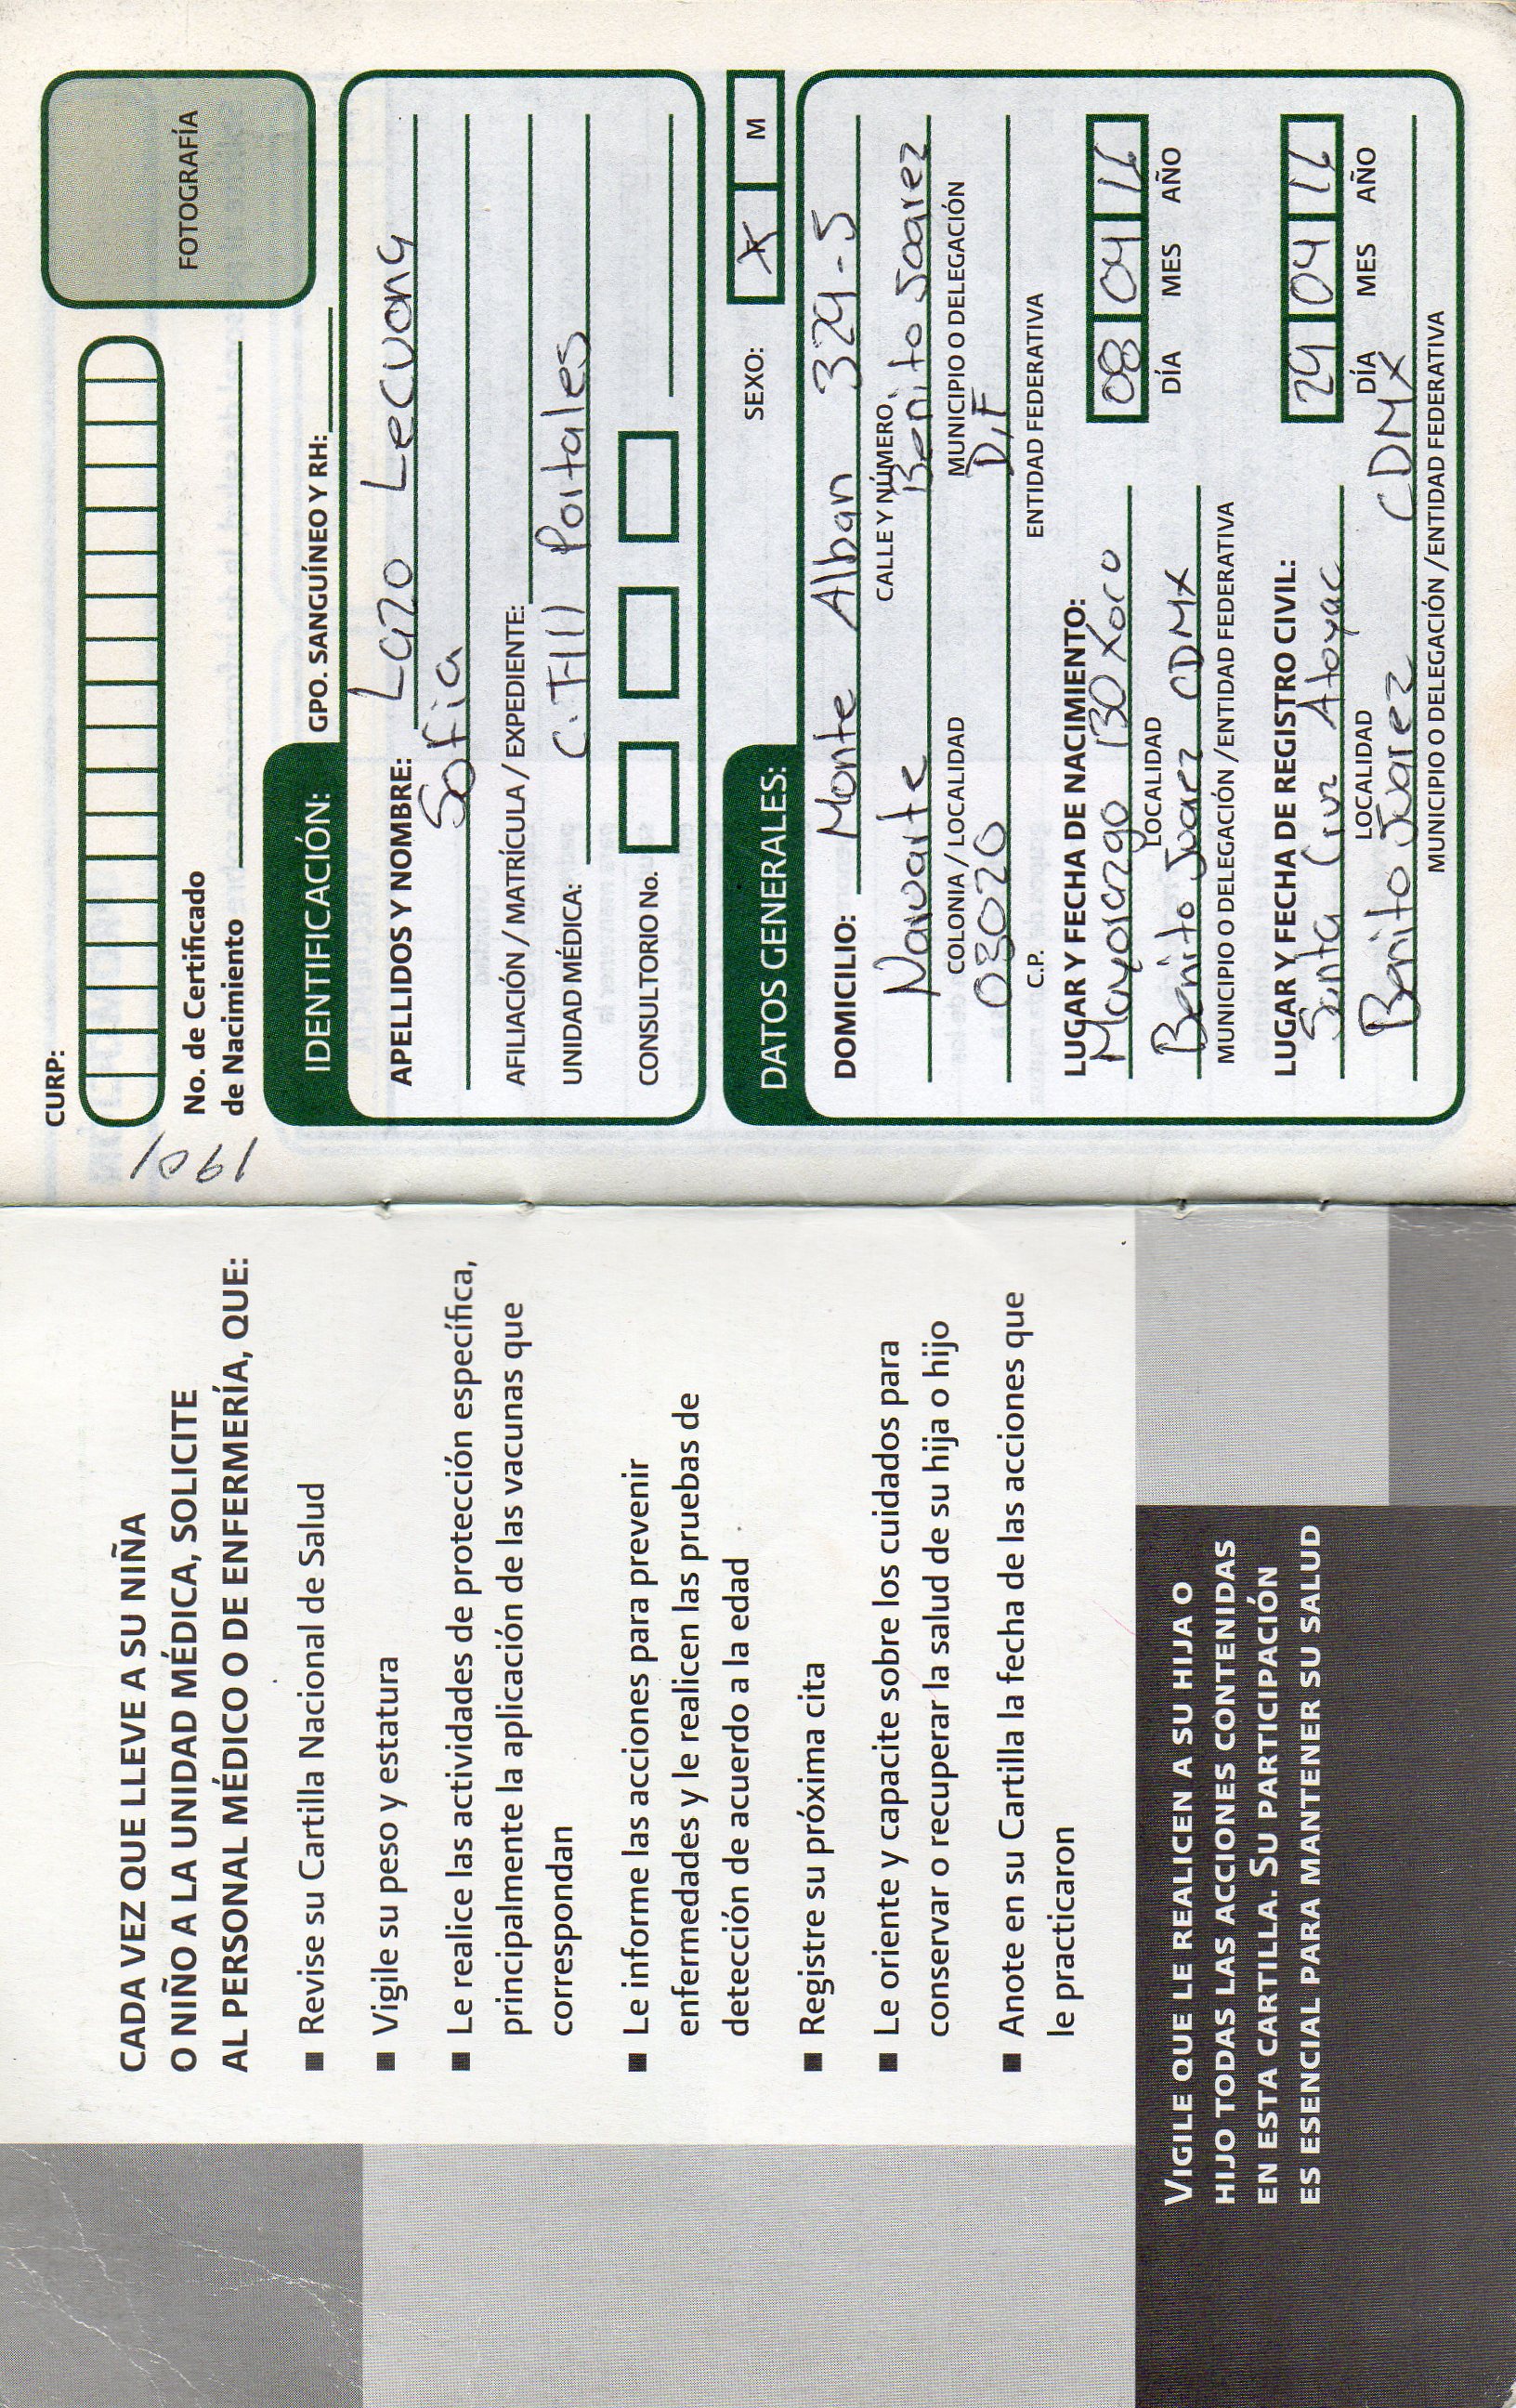 CADA VEZ QUE LLEVE A SU NIÑA
O NIÑO A LA UNIDAD MÉDICA, SOLICITE
AL PERSONAL MÉDICO O DE ENFERMERÍA, QUE:
■ Revise su Cartilla Nacional de Salud
■ Vigile su peso y estatura
■ Le realice las actividades de protección específica,
principalmente la aplicación de las vacunas que
correspondan
■ Le informe las acciones para prevenir
enfermedades y le realicen las pruebas de
detección de acuerdo a la edad
■ Registre su próxima cita
■ Le oriente y capacite sobre los cuidados para
conservar o recuperar la salud de su hija o hijo
■ Anote en su Cartilla la fecha de las acciones que
le practicaron
VIGILE QUE LE REALICEN A SU HIJA O
HIJO TODAS LAS ACCIONES CONTENIDAS
EN ESTA CARTILLA. SU PARTICIPACIÓN
ES ESENCIAL PARA MANTENER SU SALUD
CURP:
FOTOGRAFÍA
No. de Certificado
de Nacimiento
GPO. SANGUÍNEO Y RH:
IDENTIFICACIÓN:
APELLIDOS Y NOMBRE: Lazo Lecuona
Sofia
AFILIACIÓN / MATRÍCULA / EXPEDIENTE:
UNIDAD MÉDICA: C.T-III Portales
CONSULTORIO No.
SEXO: X M
DATOS GENERALES:
DOMICILIO: Monte Alban 329-5
CALLE Y NÚMERO
Navarte Benito Joarez
COLONIA / LOCALIDAD MUNICIPIO O DELEGACIÓN
03020 D,F
C.P. ENTIDAD FEDERATIVA
LUGAR Y FECHA DE NACIMIENTO:
Mayorazgo 130 Xoco 08 04 16
LOCALIDAD DÍA MES AÑO
Benito Juarez CDMX
MUNICIPIO O DELEGACIÓN /ENTIDAD FEDERATIVA
LUGAR Y FECHA DE REGISTRO CIVIL:
Santa Cruz Atoyac 29 04 16
LOCALIDAD DÍA MES AÑO
Benito Juarez CDMX
MUNICIPIO O DELEGACIÓN /ENTIDAD FEDERATIVA